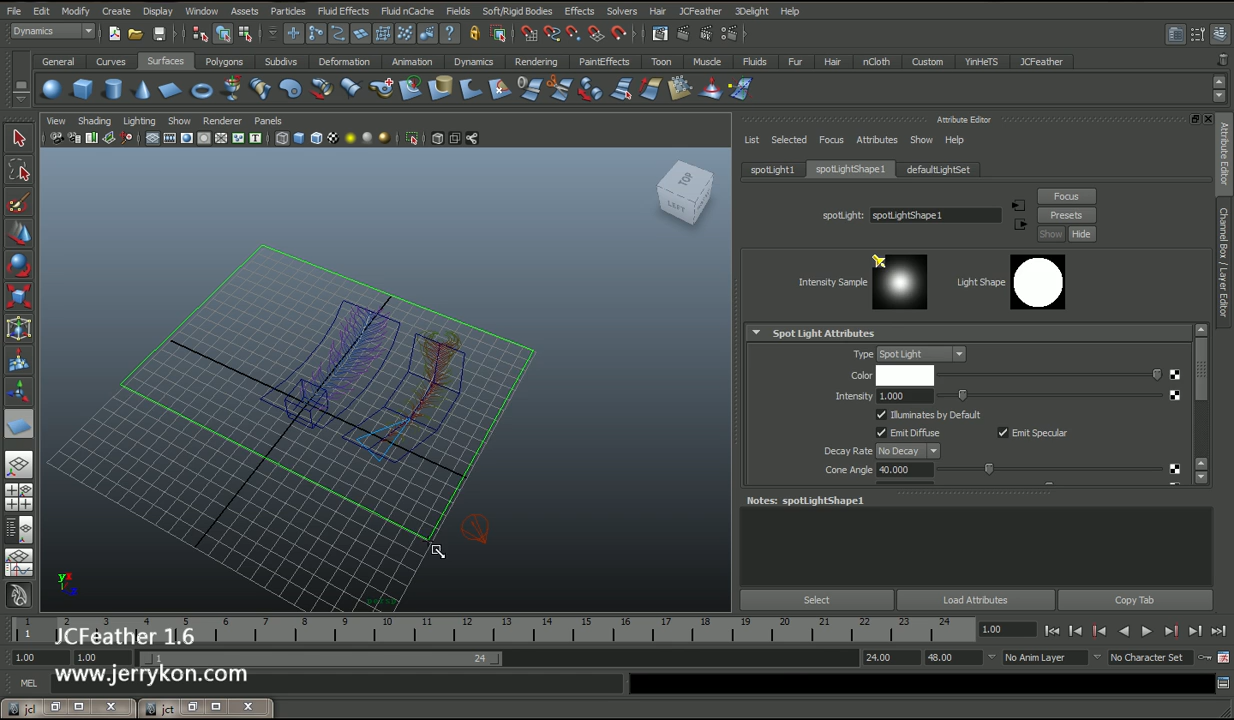 File Edit Modify Create Display Window Assets Particles Fluid Effects Fluid nCache Fields Soft/Rigid Bodies Effects Solvers Hair JCFeather 3Delight Help
Dynamics
General Curves Surfaces Polygons Subdivs Deformation Animation Dynamics Rendering PaintEffects Toon Muscle Fluids Fur Hair nCloth Custom YinHeTS JCFeather
View Shading Lighting Show Renderer Panels
TOP
LEFT
Attribute Editor
List Selected Focus Attributes Show Help
spotLight1 spotLightShape1 defaultLightSet
spotLight: spotLightShape1
Focus
Presets
Show Hide
Intensity Sample
Light Shape
Spot Light Attributes
Type Spot Light
Color
Intensity 1.000
Illuminates by Default
Emit Diffuse Emit Specular
Decay Rate No Decay
Cone Angle 40.000
Notes: spotLightShape1
Select Load Attributes Copy Tab
Attribute Editor
Channel Box / Layer Editor
1 2 3 4 5 6 7 8 9 10 11 12 13 14 15 16 17 18 19 20 21 22 23 24
1
1.00
JCFeather 1.6
1.00 1.00 1 24 24.00 48.00 No Anim Layer No Character Set
www.jerrykon.com
MEL
jcl jct